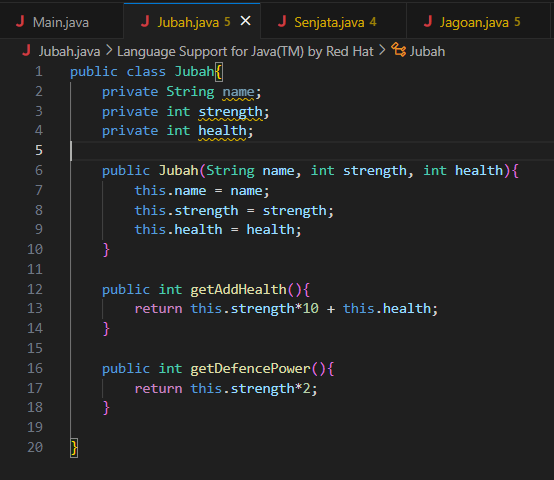 Main.java Jubah.java 5 Senjata.java 4 Jagoan.java 5
Jubah.java > Language Support for Java(TM) by Red Hat > Jubah
1 public class Jubah{
2     private String name;
3     private int strength;
4     private int health;
5
6     public Jubah(String name, int strength, int health){
7         this.name = name;
8         this.strength = strength;
9         this.health = health;
10     }
11
12     public int getAddHealth(){
13         return this.strength*10 + this.health;
14     }
15
16     public int getDefencePower(){
17         return this.strength*2;
18     }
19
20 }